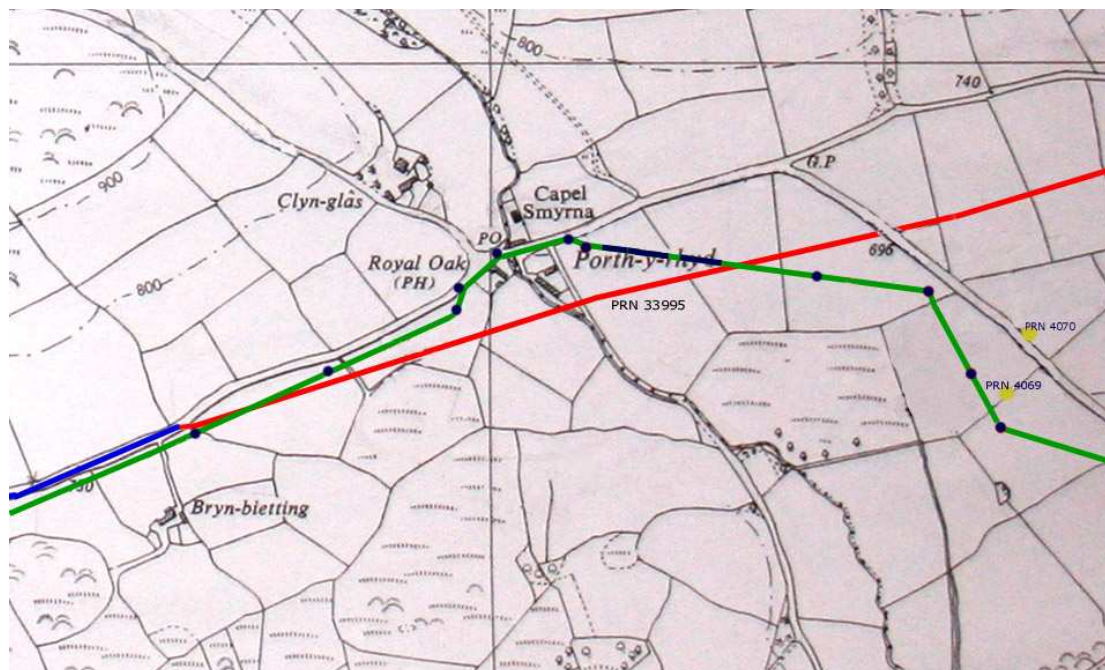 800
740
900
G.P.
Clyn-glâs
Capel
Smyrna
PO
696
Royal Oak
(PH)
Porth-y-rhyd
800
PRN 33995
PRN 4070
PRN 4069
Bryn-bietting